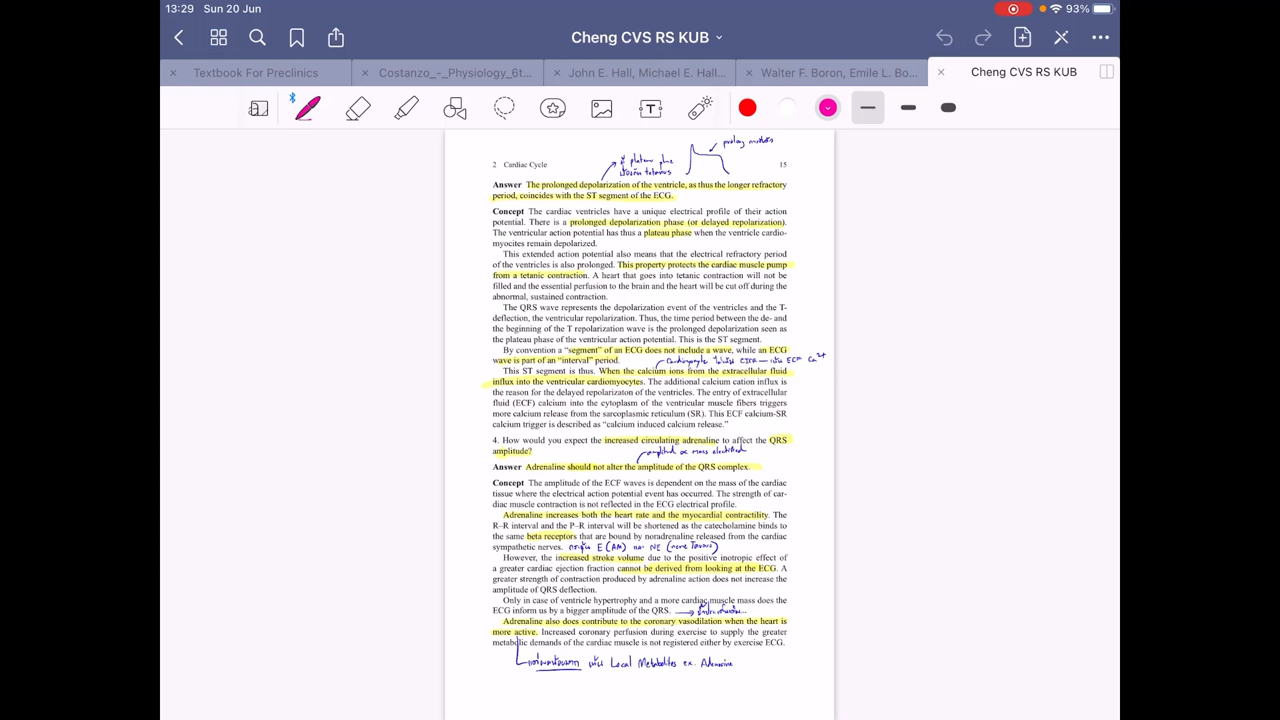 13:29 Sun 20 Jun
93%
Cheng CVS RS KUB
Textbook For Preclinics
Costanzo_-_Physiology_6t...
John E. Hall, Michael E. Hall...
Walter F. Boron, Emile L. Bo...
Cheng CVS RS KUB
plateau phase
tetanus
2 Cardiac Cycle
15
Answer The prolonged depolarization of the ventricle, as thus the longer refractory
period, coincides with the ST segment of the ECG.
Concept The cardiac ventricles have a unique electrical profile of their action
potential. There is a prolonged depolarization phase (or delayed repolarization).
The ventricular action potential has thus a plateau phase when the ventricle cardio-
myocytes remain depolarized.
This extended action potential also means that the electrical refractory period
of the ventricles is also prolonged. This property protects the cardiac muscle pump
from a tetanic contraction. A heart that goes into tetanic contraction will not be
filled and the essential perfusion to the brain and the heart will be cut off during the
abnormal, sustained contraction.
The QRS wave represents the depolarization event of the ventricles and the T-
deflection, the ventricular repolarization. Thus, the time period between the de- and
the beginning of the T repolarization wave is the prolonged depolarization seen as
the plateau phase of the ventricular action potential. This is the ST segment.
By convention a “segment” of an ECG does not include a wave, while an ECG
wave is part of an “interval” period.
Cardiomyocyte CICR ECF Ca2+
This ST segment is thus. When the calcium ions from the extracellular fluid
influx into the ventricular cardiomyocytes. The additional calcium cation influx is
the reason for the delayed repolarizaton of the ventricles. The entry of extracellular
fluid (ECF) calcium into the cytoplasm of the ventricular muscle fibers triggers
more calcium release from the sarcoplasmic reticulum (SR). This ECF calcium-SR
calcium trigger is described as “calcium induced calcium release.”
4. How would you expect the increased circulating adrenaline to affect the QRS
amplitude?
amplitude ∝ mass electrified
Answer Adrenaline should not alter the amplitude of the QRS complex.
Concept The amplitude of the ECF waves is dependent on the mass of the cardiac
tissue where the electrical action potential event has occurred. The strength of car-
diac muscle contraction is not reflected in the ECG electrical profile.
Adrenaline increases both the heart rate and the myocardial contractility. The
R–R interval and the P–R interval will be shortened as the catecholamine binds to
the same beta receptors that are bound by noradrenaline released from the cardiac
sympathetic nerves.
E (AM) NE (nerve
However, the increased stroke volume due to the positive inotropic effect of
a greater cardiac ejection fraction cannot be derived from looking at the ECG. A
greater strength of contraction produced by adrenaline action does not increase the
amplitude of QRS deflection.
Only in case of ventricle hypertrophy and a more cardiac muscle mass does the
ECG inform us by a bigger amplitude of the QRS.
Adrenaline also does contribute to the coronary vasodilation when the heart is
more active. Increased coronary perfusion during exercise to supply the greater
metabolic demands of the cardiac muscle is not registered either by exercise ECG.
Local Metabolites ex. Adenosine